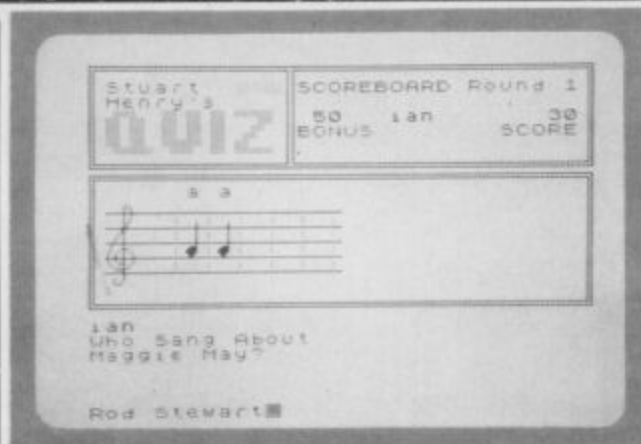 Stuart
Henry's
QUIZ
SCOREBOARD Round 1
50 ian 30
BONUS SCORE
a a
ian
Who Sang About
Maggie May?
Rod Stewart